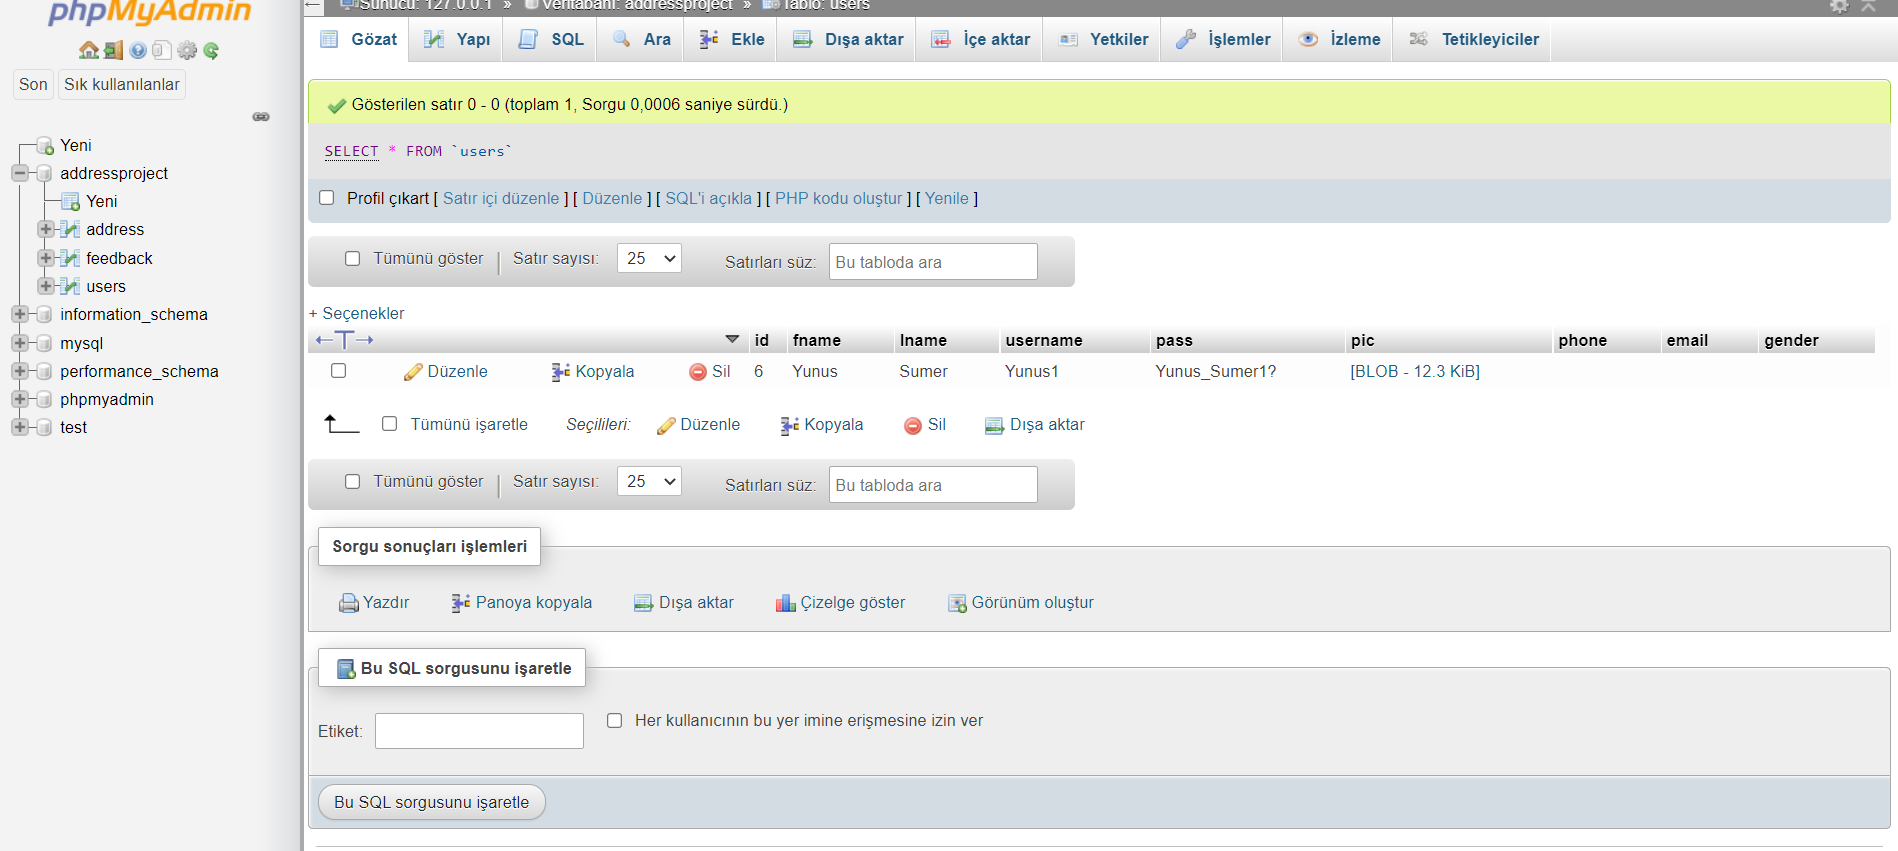 phpMyAdmin
Son Sık kullanılanlar
Yeni
addressproject
Yeni
address
feedback
users
information_schema
mysql
performance_schema
phpmyadmin
test
Sunucu: 127.0.0.1 » Veritabanı: addressproject » Tablo: users
Gözat Yapı SQL Ara Ekle Dışa aktar İçe aktar Yetkiler İşlemler İzleme Tetikleyiciler
Gösterilen satır 0 - 0 (toplam 1, Sorgu 0,0006 saniye sürdü.)
SELECT * FROM `users`
Profil çıkart [ Satır içi düzenle ] [ Düzenle ] [ SQL'i açıkla ] [ PHP kodu oluştur ] [ Yenile ]
Tümünü göster | Satır sayısı: 25 Satırları süz: Bu tabloda ara
+ Seçenekler
←T→ id fname lname username pass pic phone email gender
Düzenle Kopyala Sil 6 Yunus Sumer Yunus1 Yunus_Sumer1? [BLOB - 12.3 KiB]
Tümünü işaretle Seçilileri: Düzenle Kopyala Sil Dışa aktar
Tümünü göster | Satır sayısı: 25 Satırları süz: Bu tabloda ara
Sorgu sonuçları işlemleri
Yazdır Panoya kopyala Dışa aktar Çizelge göster Görünüm oluştur
Bu SQL sorgusunu işaretle
Etiket: Her kullanıcının bu yer imine erişmesine izin ver
Bu SQL sorgusunu işaretle